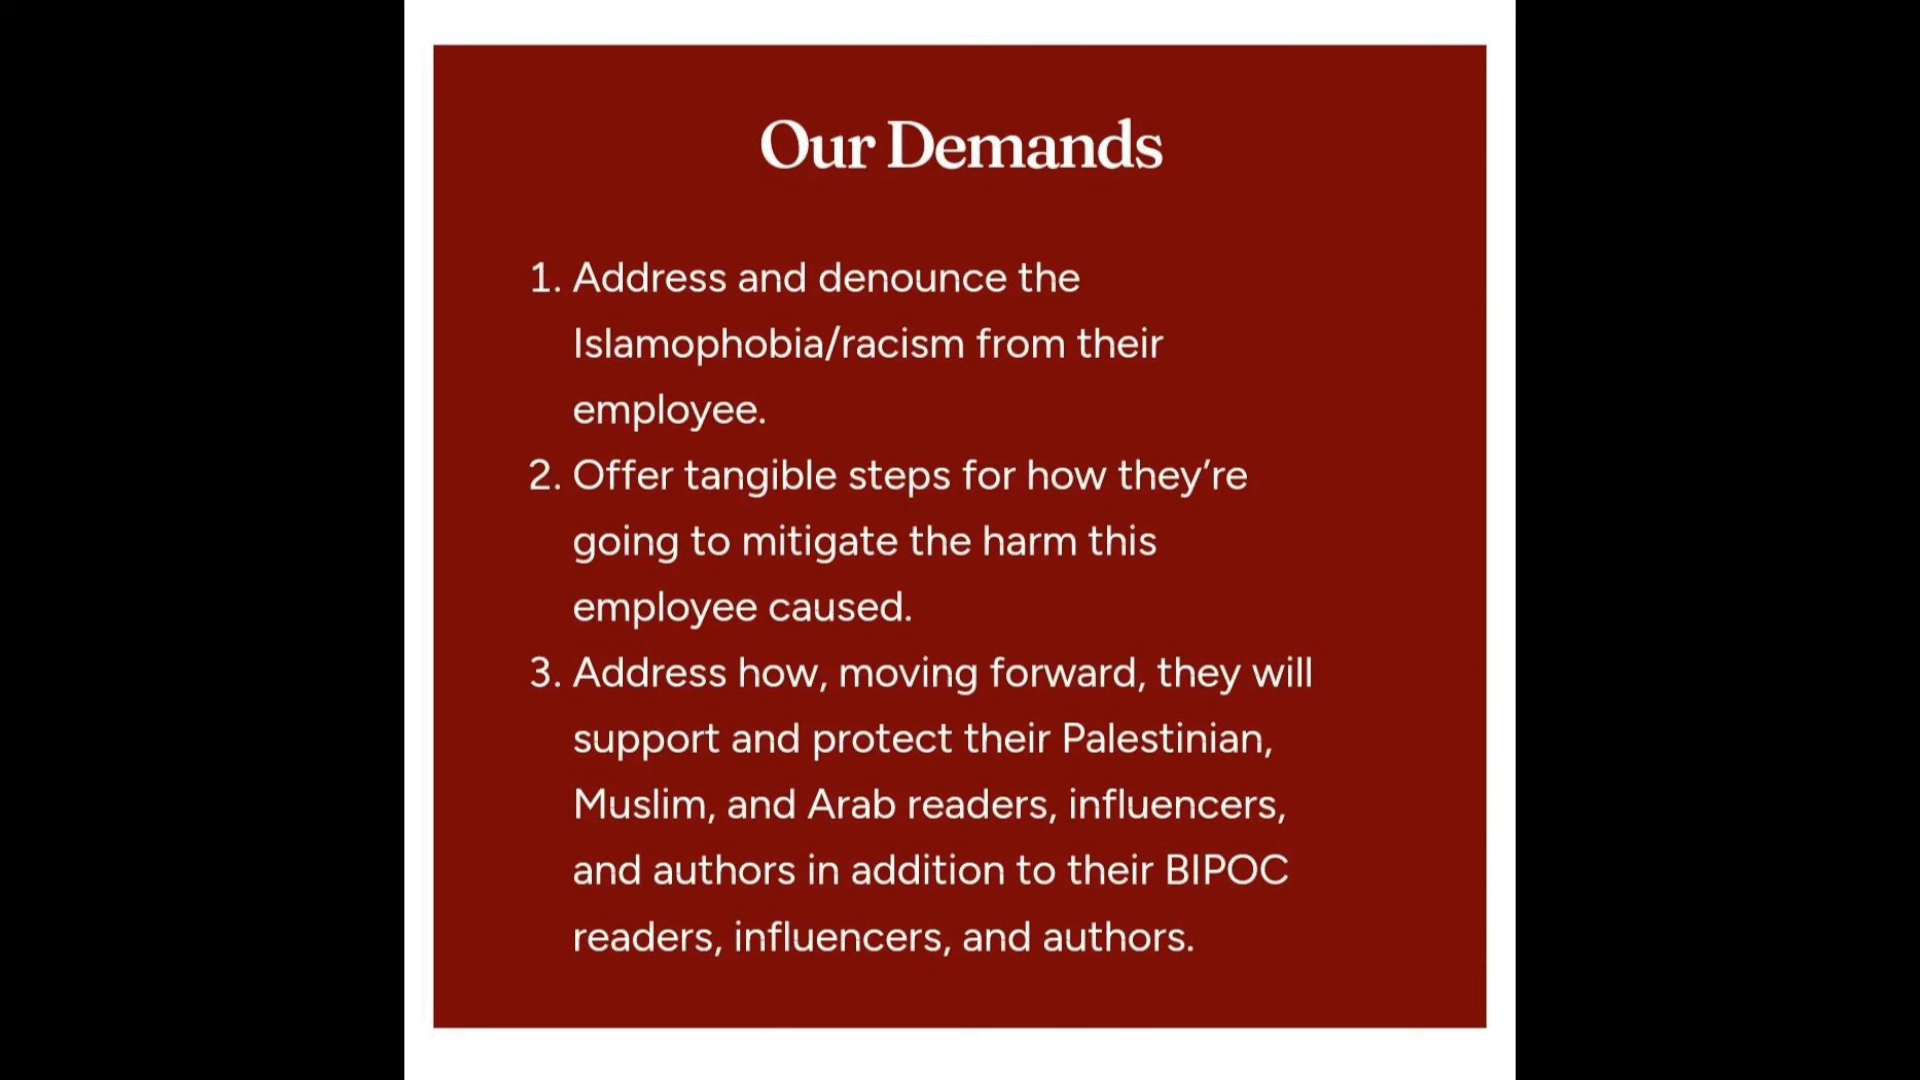 Our Demands
1. Address and denounce the
Islamophobia/racism from their
employee.
2. Offer tangible steps for how they’re
going to mitigate the harm this
employee caused.
3. Address how, moving forward, they will
support and protect their Palestinian,
Muslim, and Arab readers, influencers,
and authors in addition to their BIPOC
readers, influencers, and authors.